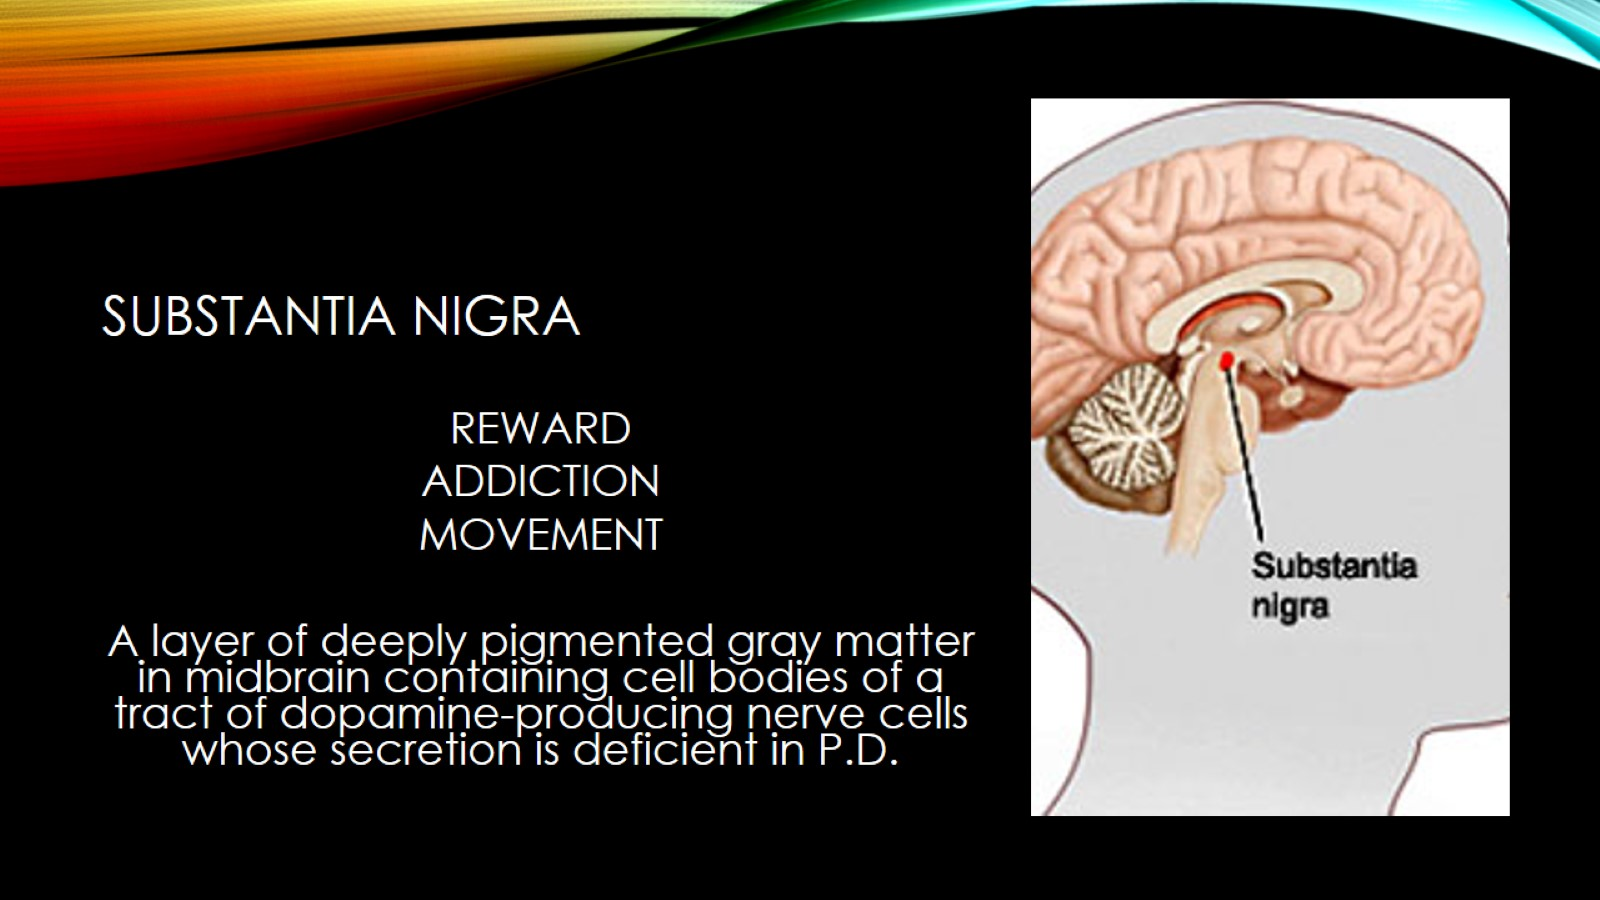 SUBSTANTIA NIGRA
REWARD
ADDICTION
MOVEMENT
A layer of deeply pigmented gray matter
in midbrain containing cell bodies of a
tract of dopamine-producing nerve cells
whose secretion is deficient in P.D.
Substantia
nigra